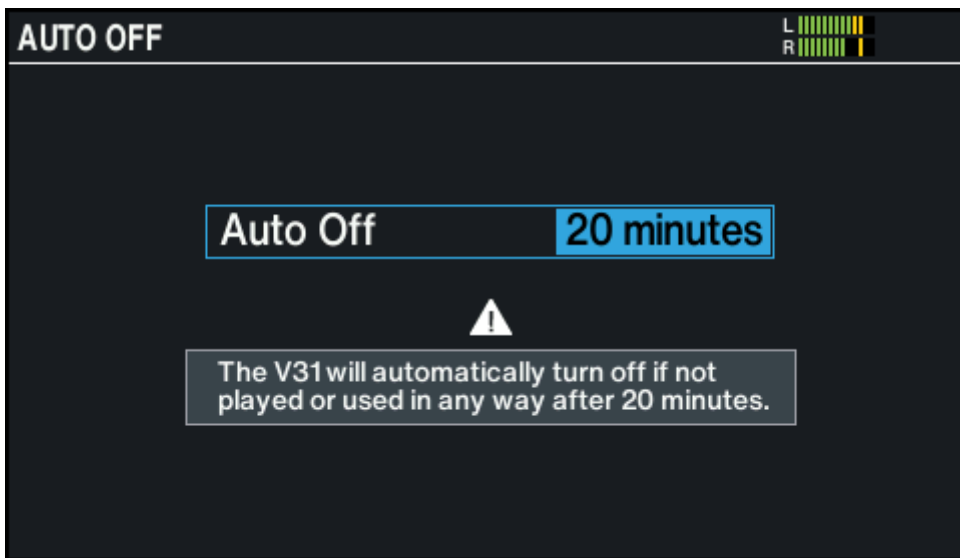 AUTO OFF
L
R
Auto Off 20 minutes
!
The V31 will automatically turn off if not
played or used in any way after 20 minutes.